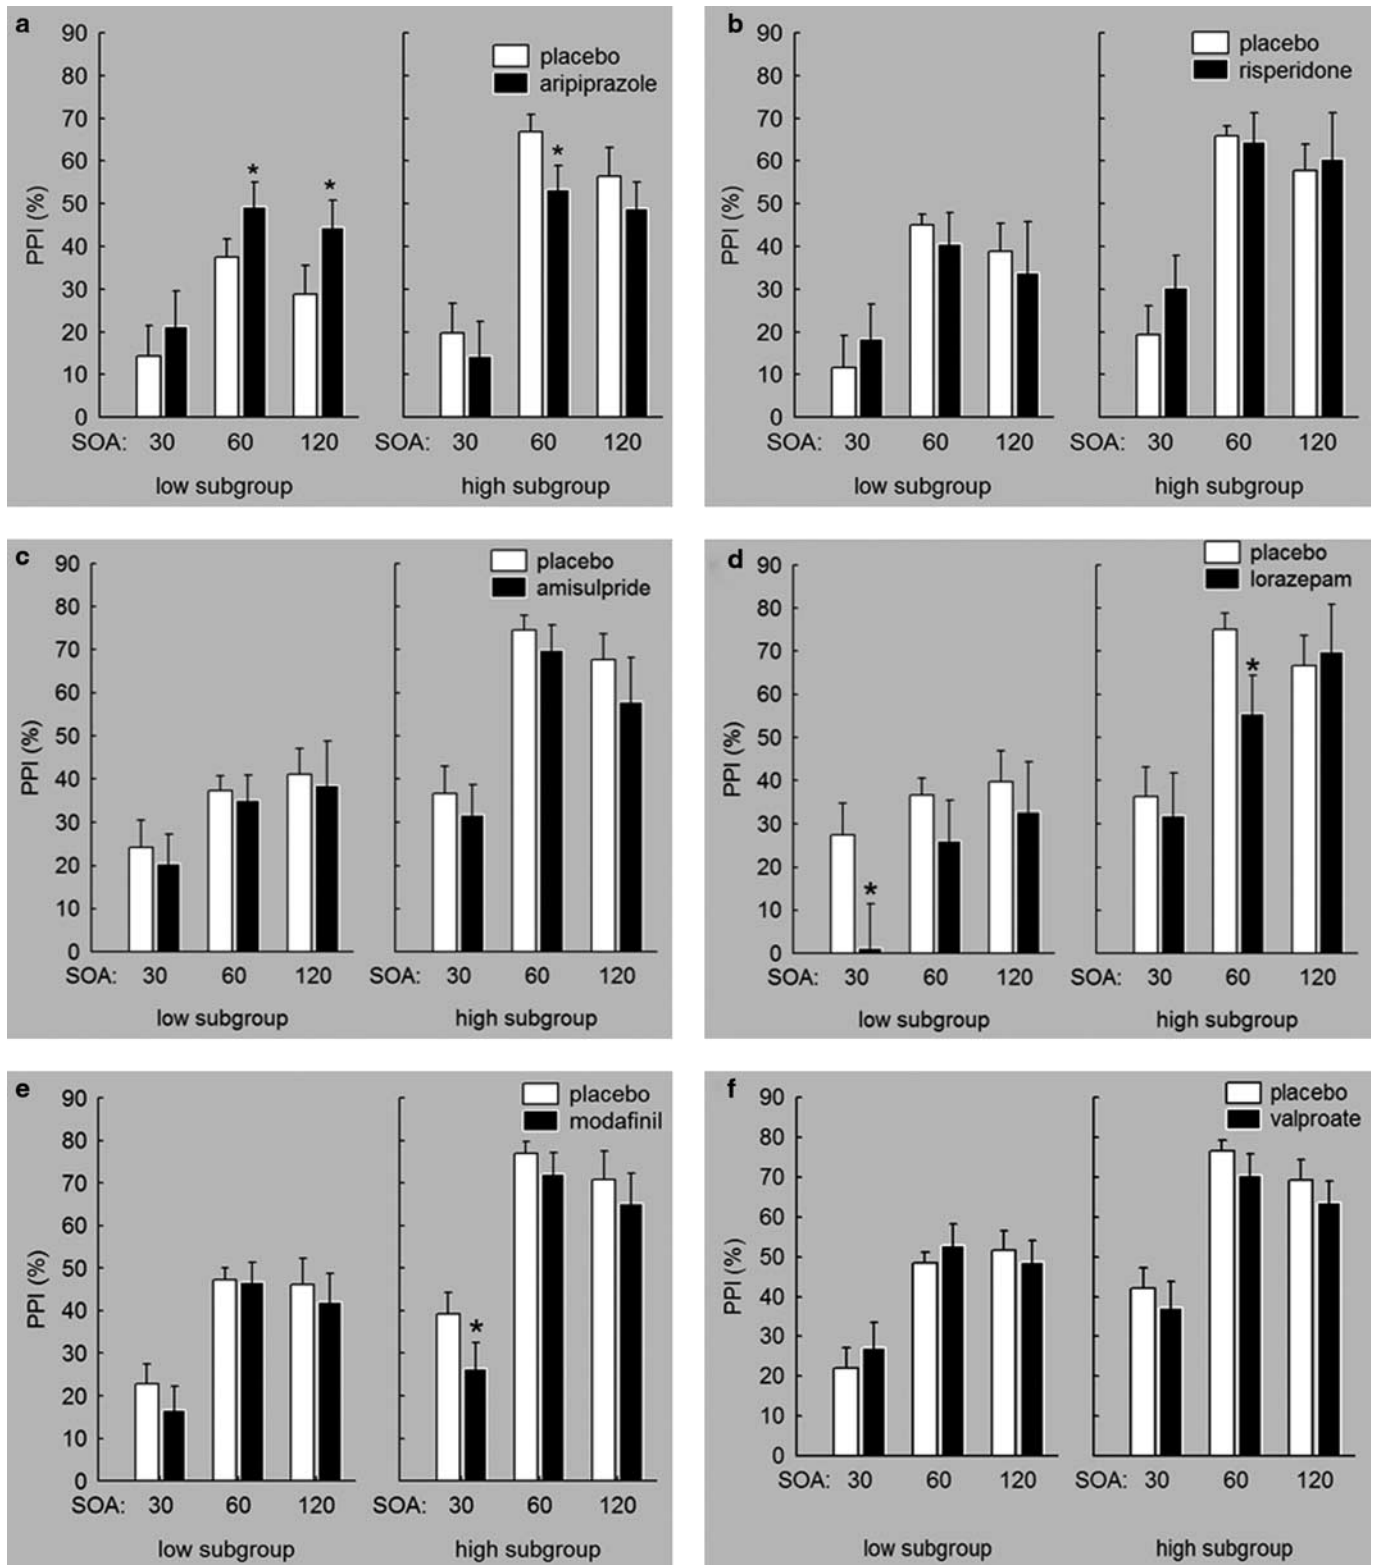 a
placebo
aripiprazole
PPI (%)
90
80
70
60
50
40
30
20
10
0
*
*
*
SOA: 30 60 120 SOA: 30 60 120
low subgroup high subgroup
b
placebo
risperidone
PPI (%)
90
80
70
60
50
40
30
20
10
0
SOA: 30 60 120 SOA: 30 60 120
low subgroup high subgroup
c
placebo
amisulpride
PPI (%)
90
80
70
60
50
40
30
20
10
0
SOA: 30 60 120 SOA: 30 60 120
low subgroup high subgroup
d
placebo
lorazepam
PPI (%)
90
80
70
60
50
40
30
20
10
0
*
*
SOA: 30 60 120 SOA: 30 60 120
low subgroup high subgroup
e
placebo
modafinil
PPI (%)
90
80
70
60
50
40
30
20
10
0
*
SOA: 30 60 120 SOA: 30 60 120
low subgroup high subgroup
f
placebo
valproate
PPI (%)
90
80
70
60
50
40
30
20
10
0
SOA: 30 60 120 SOA: 30 60 120
low subgroup high subgroup